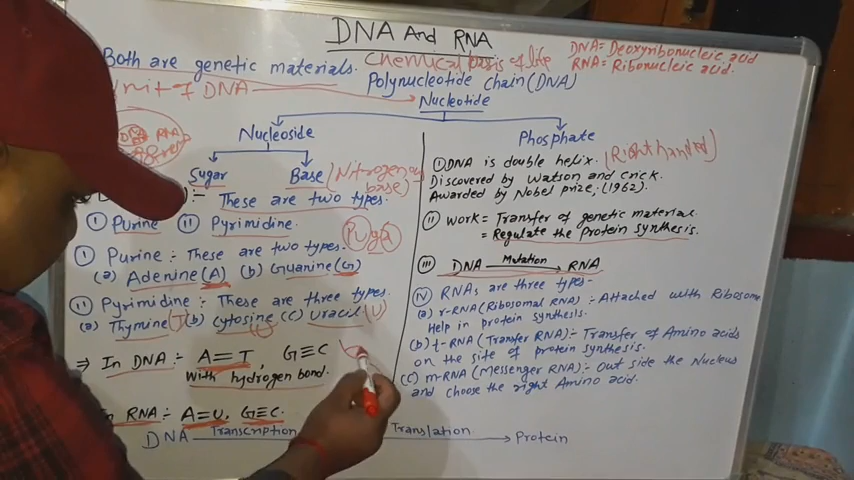 DNA And RNA
Both are genetic materials. Chemical basis of life
DNA = Deoxyribonucleic acid
RNA = Ribonucleic acid.
Unit of DNA
Polynucleotide Chain (DNA)
Nucleotide
Nucleoside
Phosphate
Sugar
Base (Nitrogenous base)
These are two types.
(i) Purine (ii) Pyrimidine.
(i) Purine :- These are two types.
(a) Adenine (A) (b) Guanine (G)
(ii) Pyrimidine :- These are three types.
(a) Thymine (T) (b) cytosine (C) uracil (U)
⇒ In DNA :- A=T, G≡C
with hydrogen bond.
In RNA :- A=U, G≡C.
DNA Transcription Translation Protein
(i) DNA is double helix. (Right handed)
Discovered by Watson and Crick.
Awarded by Nobel prize, (1962).
(ii) work = Transfer of genetic material.
= Regulate the Protein synthesis.
(iii) DNA Mutation RNA
(iv) RNAs are three types-
(a) r-RNA (Ribosomal RNA) :- Attached with Ribosome
Help in protein synthesis.
(b) t-RNA (Transfer RNA) :- Transfer of Amino acids
on the site of protein synthesis.
(c) m-RNA (Messenger RNA) :- Out side the Nucleus
and choose the right Amino acid.